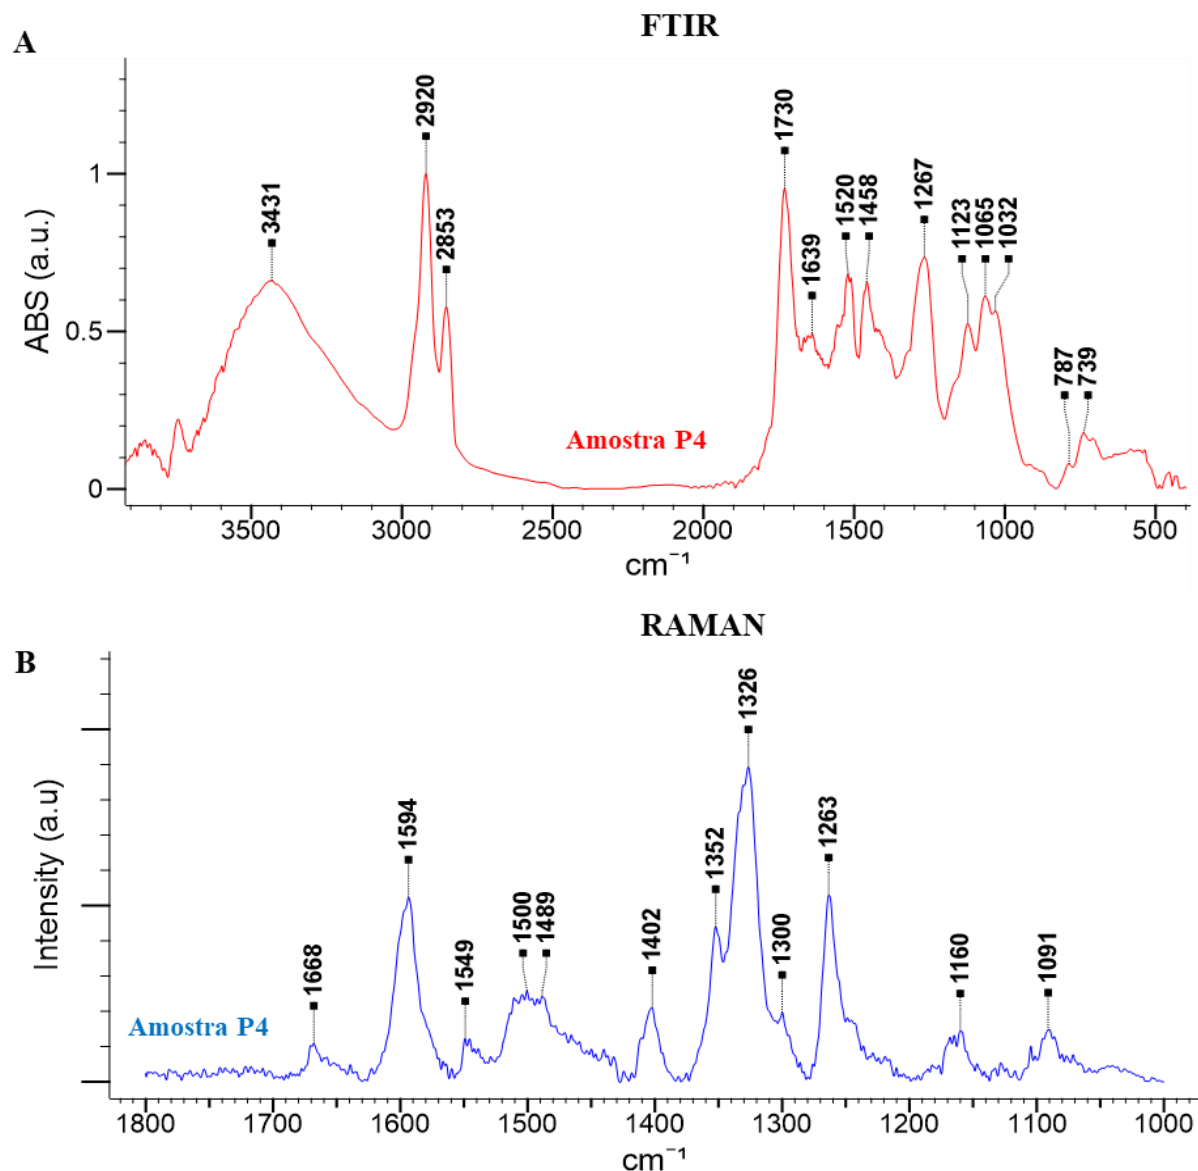 FTIR
A
3431
2920
2853
1730
1639
1520
1458
1267
1123
1065
1032
787
739
ABS (a.u.)
1
0.5
0
Amostra P4
3500 3000 2500 2000 1500 1000 500
cm⁻¹
RAMAN
B
1668
1594
1549
1500
1489
1402
1352
1326
1300
1263
1160
1091
Intensity (a.u)
Amostra P4
1800 1700 1600 1500 1400 1300 1200 1100 1000
cm⁻¹